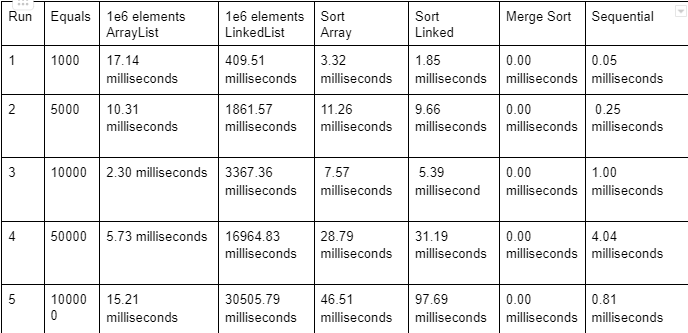 Run Equals 1e6 elements ArrayList 1e6 elements LinkedList Sort Array Sort Linked Merge Sort Sequential
1 1000 17.14 milliseconds 409.51 milliseconds 3.32 milliseconds 1.85 milliseconds 0.00 milliseconds 0.05 milliseconds
2 5000 10.31 milliseconds 1861.57 milliseconds 11.26 milliseconds 9.66 milliseconds 0.00 milliseconds 0.25 milliseconds
3 10000 2.30 milliseconds 3367.36 milliseconds 7.57 milliseconds 5.39 millisecond 0.00 milliseconds 1.00 milliseconds
4 50000 5.73 milliseconds 16964.83 milliseconds 28.79 milliseconds 31.19 milliseconds 0.00 milliseconds 4.04 milliseconds
5 100000 15.21 milliseconds 30505.79 milliseconds 46.51 milliseconds 97.69 milliseconds 0.00 milliseconds 0.81 milliseconds